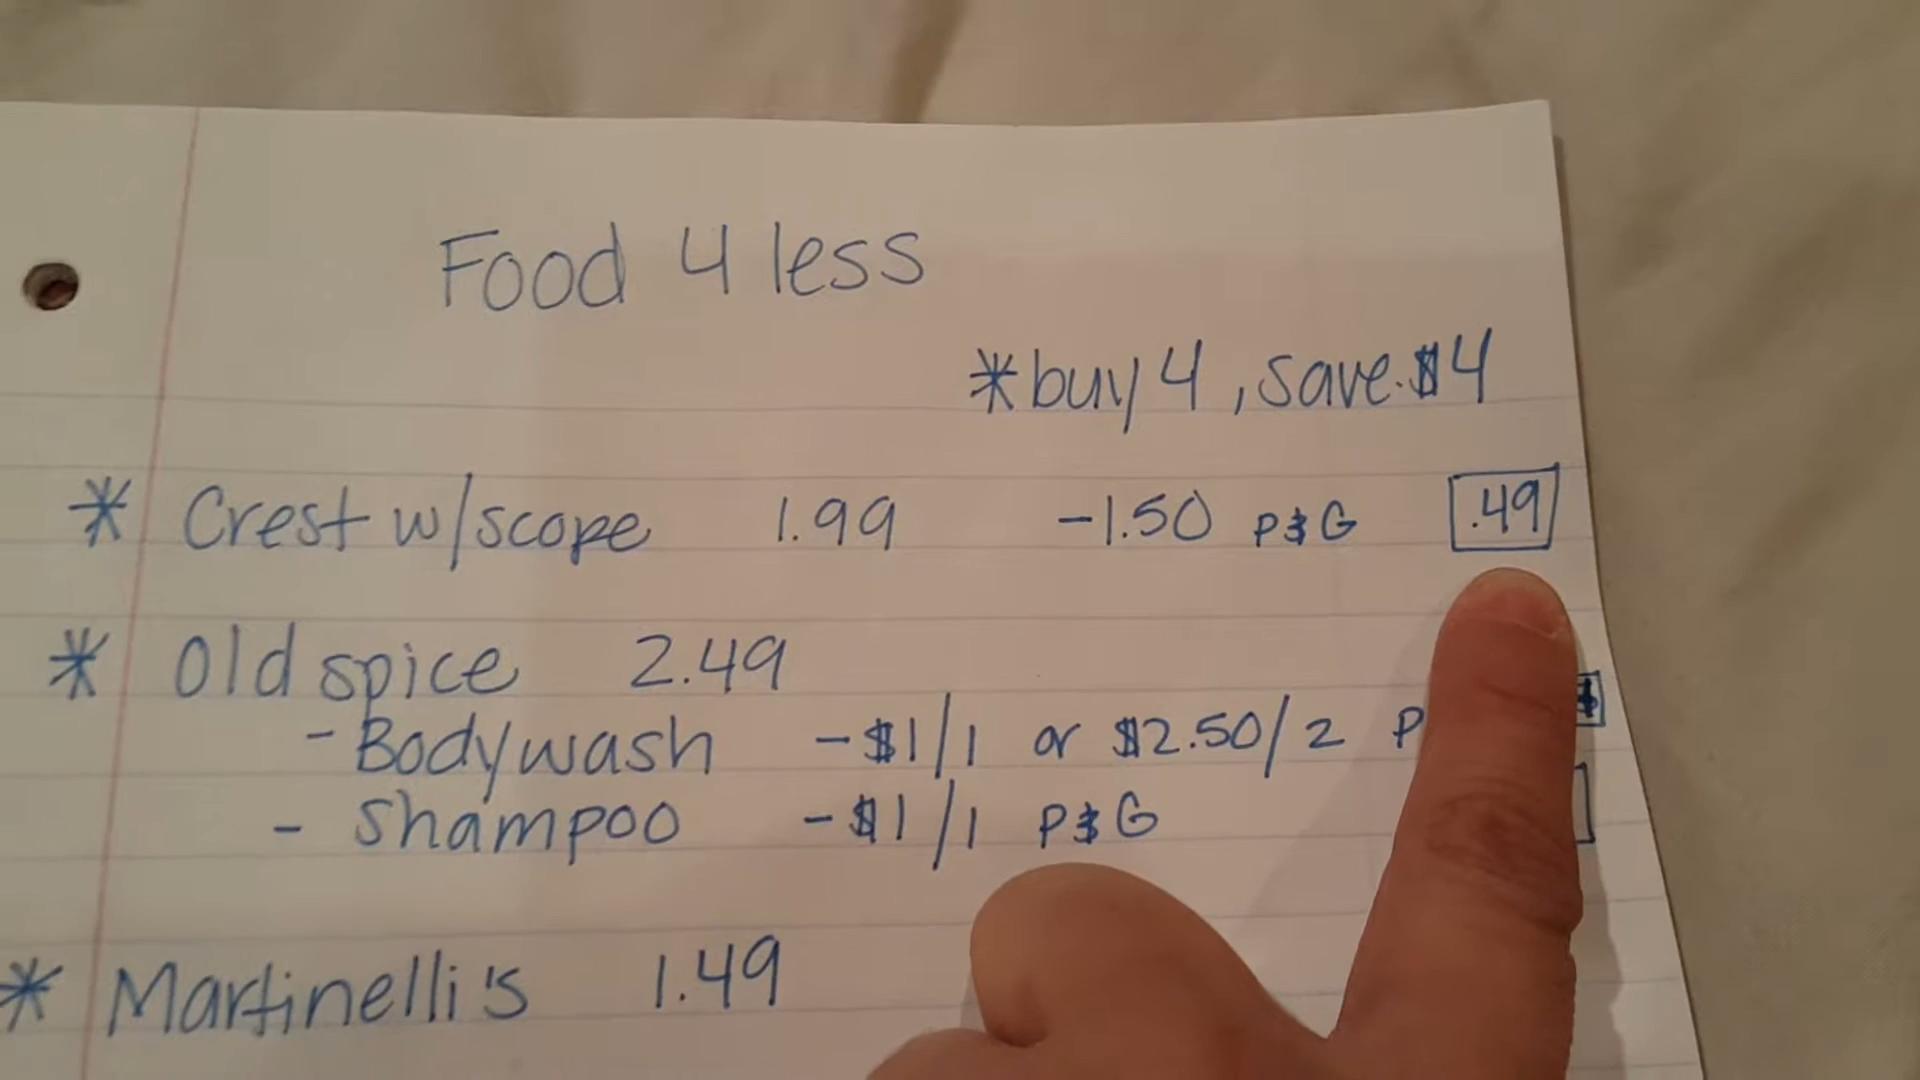 Food 4 less
*buy 4, save $4
* Crest w/scope 1.99 -1.50 P&G .49
* Old spice 2.49
- Bodywash -$1/1 or $2.50/2 P
- Shampoo -$1/1 P&G
* Martinelli's 1.49